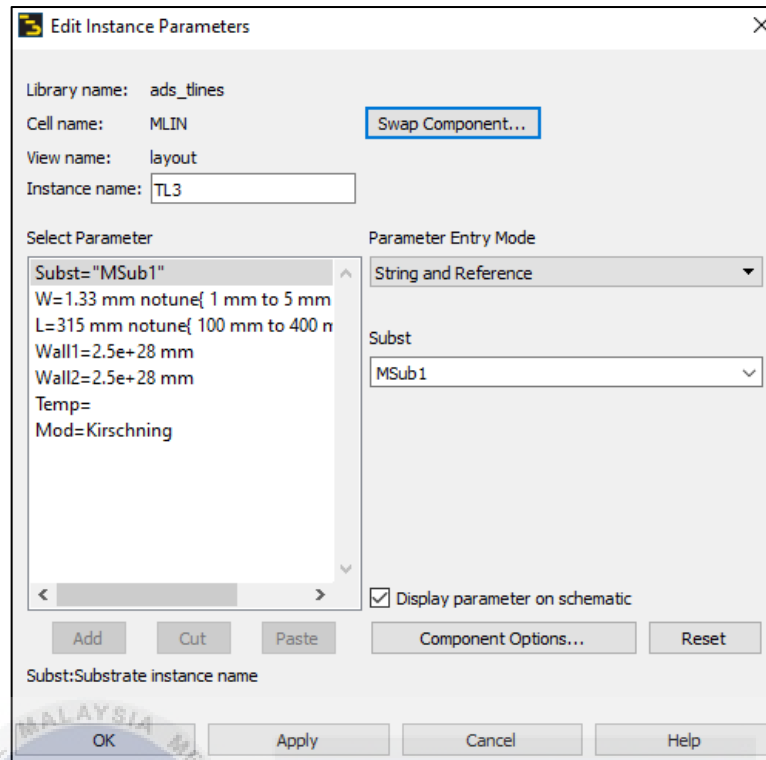 Edit Instance Parameters
Library name: ads_tlines
Cell name: MLIN
Swap Component...
View name: layout
Instance name: TL3
Select Parameter
Parameter Entry Mode
Subst="MSub1"
W=1.33 mm notune{ 1 mm to 5 mm
L=315 mm notune{ 100 mm to 400 m
Wall1=2.5e+28 mm
Wall2=2.5e+28 mm
Temp=
Mod=Kirschning
String and Reference
Subst
MSub1
Display parameter on schematic
Add Cut Paste
Component Options... Reset
Subst:Substrate instance name
MALAYSIA
OK Apply Cancel Help